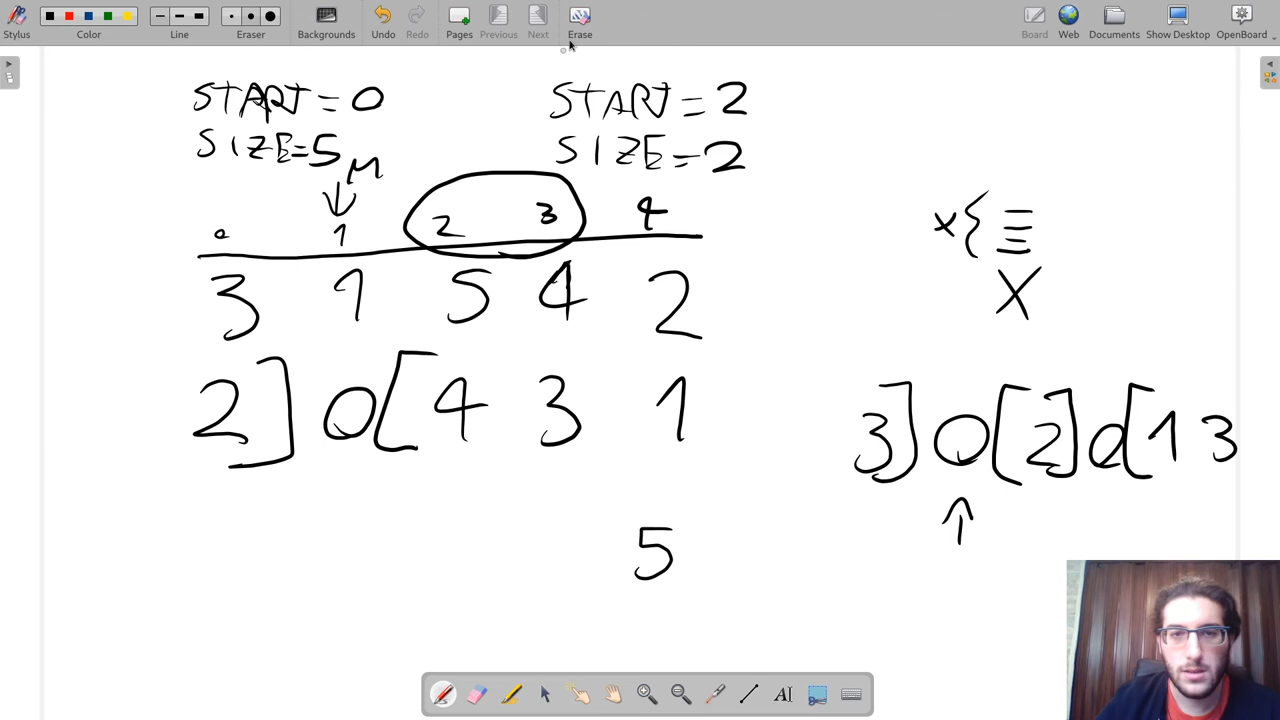 Stylus Color Line Eraser Backgrounds Undo Redo Pages Previous Next Erase Board Web Documents Show Desktop OpenBoard
START=0 START=2
SIZE=5 SIZE=2
M
0 1 2 3 4
3 1 5 4 2
x{
X
2] 0 [4 3 1
3] 0 [2] 0 [1 3
5
AI